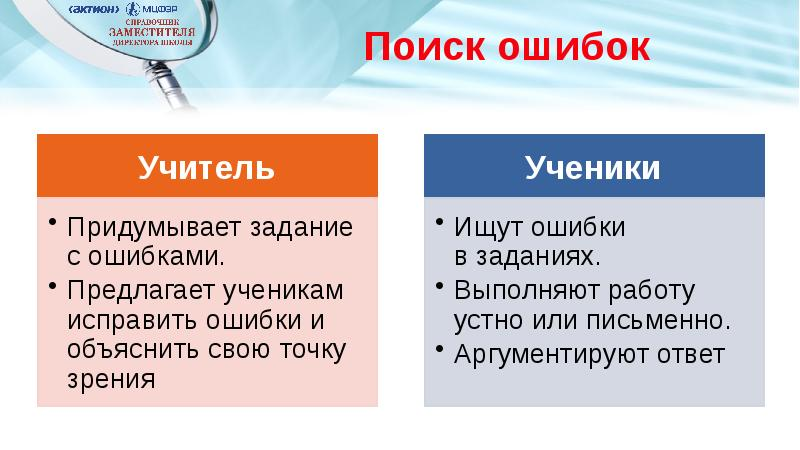 ‹актион› МЦФЭР
СПРАВОЧНИК
ЗАМЕСТИТЕЛЯ
ДИРЕКТОРА ШКОЛЫ
Поиск ошибок
Учитель
• Придумывает задание
с ошибками.
• Предлагает ученикам
исправить ошибки и
объяснить свою точку
зрения
Ученики
• Ищут ошибки
в заданиях.
• Выполняют работу
устно или письменно.
• Аргументируют ответ